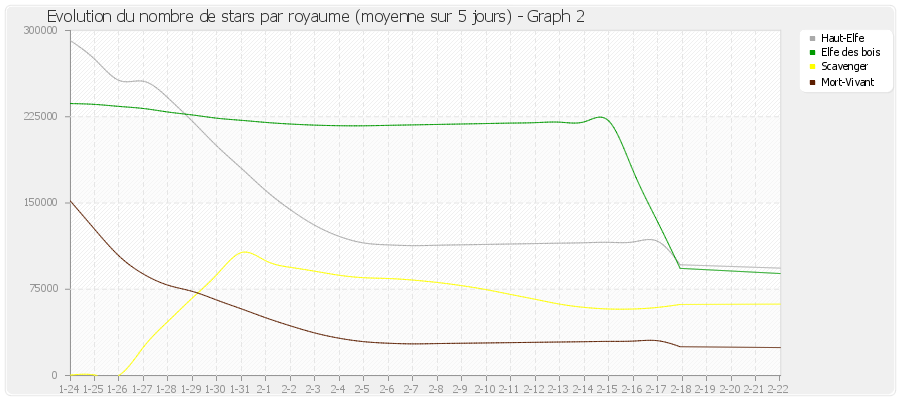 Evolution du nombre de stars par royaume (moyenne sur 5 jours) - Graph 2
300000
225000
150000
75000
0
1-24 1-25 1-26 1-27 1-28 1-29 1-30 1-31 2-1 2-2 2-3 2-4 2-5 2-6 2-7 2-8 2-9 2-10 2-11 2-12 2-13 2-14 2-15 2-16 2-17 2-18 2-19 2-20 2-21 2-22
Haut-Elfe
Elfe des bois
Scavenger
Mort-Vivant